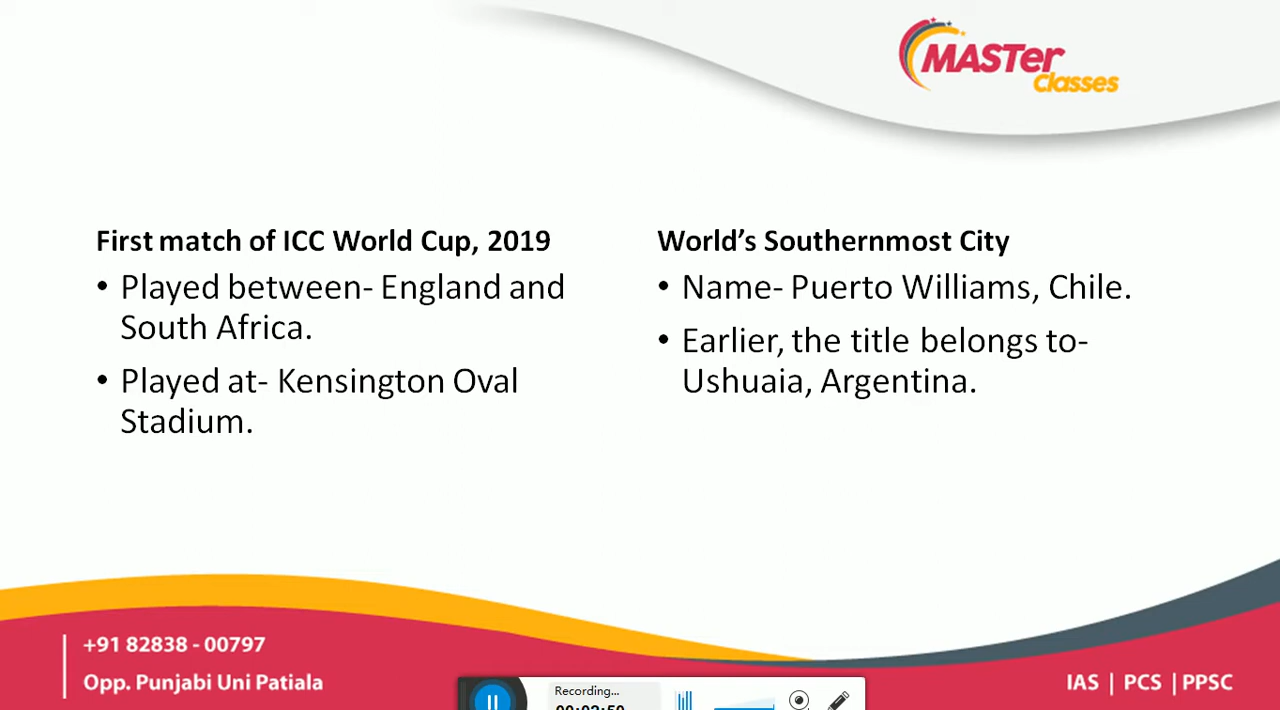 MASTer
Classes
First match of ICC World Cup, 2019
• Played between- England and
South Africa.
• Played at- Kensington Oval
Stadium.
World's Southernmost City
• Name- Puerto Williams, Chile.
• Earlier, the title belongs to-
Ushuaia, Argentina.
+91 82838 - 00797
Opp. Punjabi Uni Patiala
IAS | PCS | PPSC
Recording...